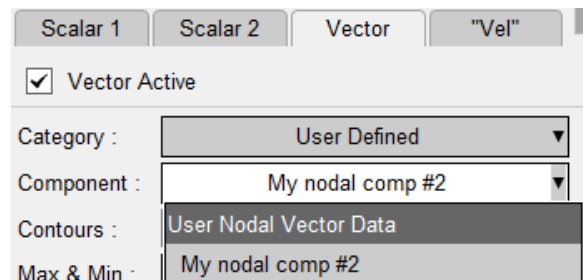 Scalar 1 Scalar 2 Vector "Vel"
Vector Active
Category : User Defined
Component : My nodal comp #2
Contours : User Nodal Vector Data
Max & Min : My nodal comp #2